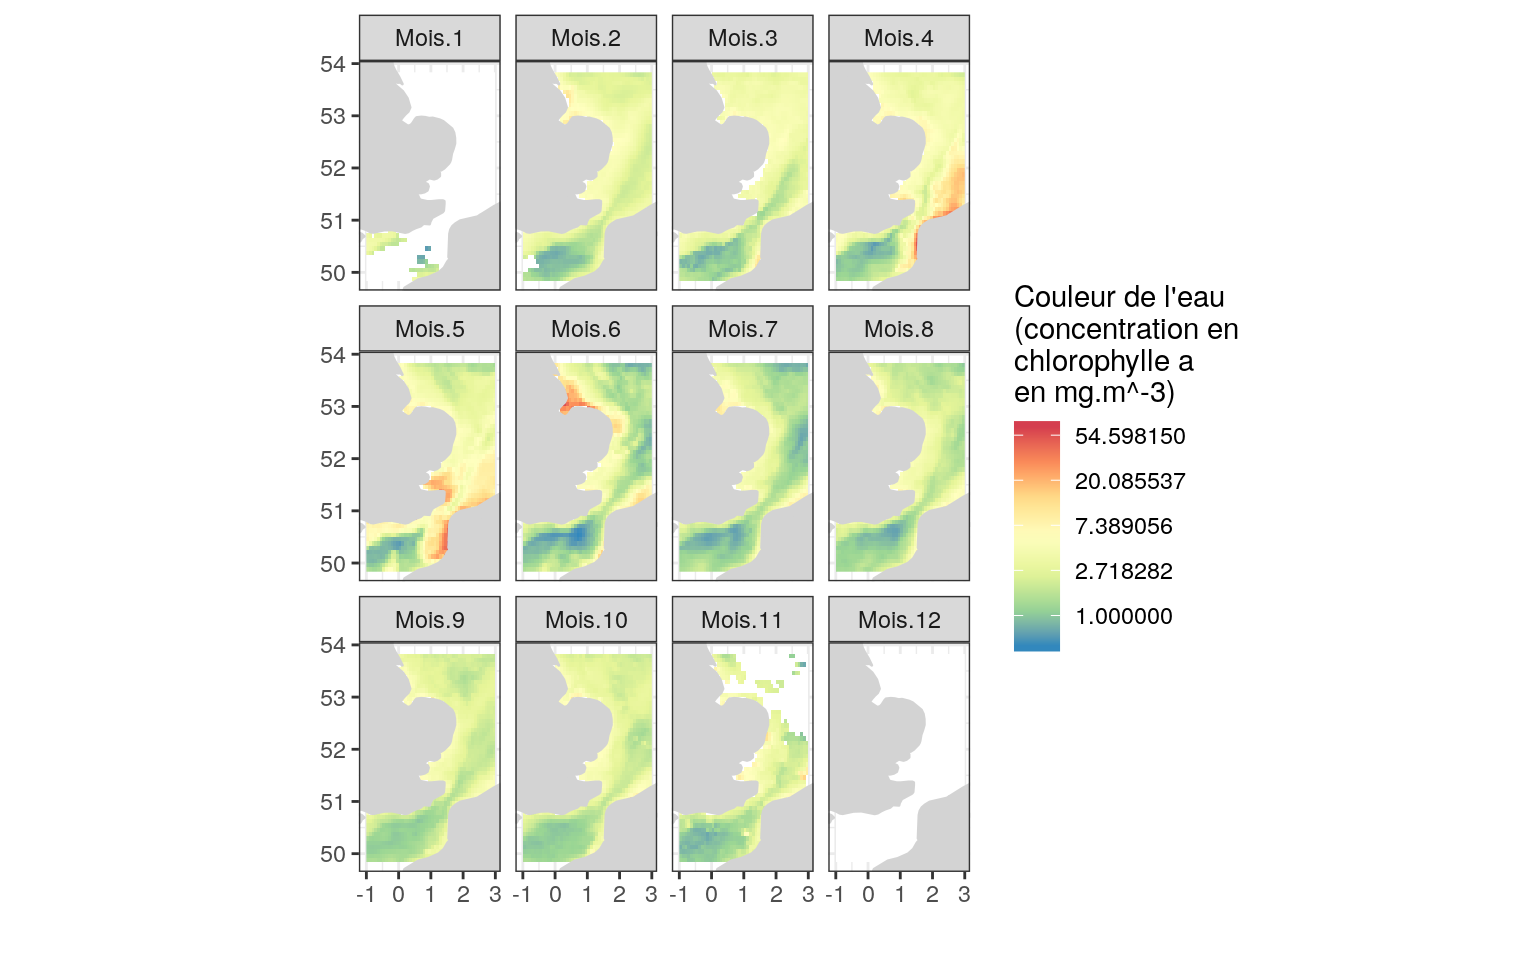 Mois.1 Mois.2 Mois.3 Mois.4
54
53
52
51
50
Mois.5 Mois.6 Mois.7 Mois.8
54
53
52
51
50
Mois.9 Mois.10 Mois.11 Mois.12
54
53
52
51
50
-1 0 1 2 3 -1 0 1 2 3 -1 0 1 2 3 -1 0 1 2 3
Couleur de l'eau
(concentration en
chlorophylle a
en mg.m^-3)
54.598150
20.085537
7.389056
2.718282
1.000000